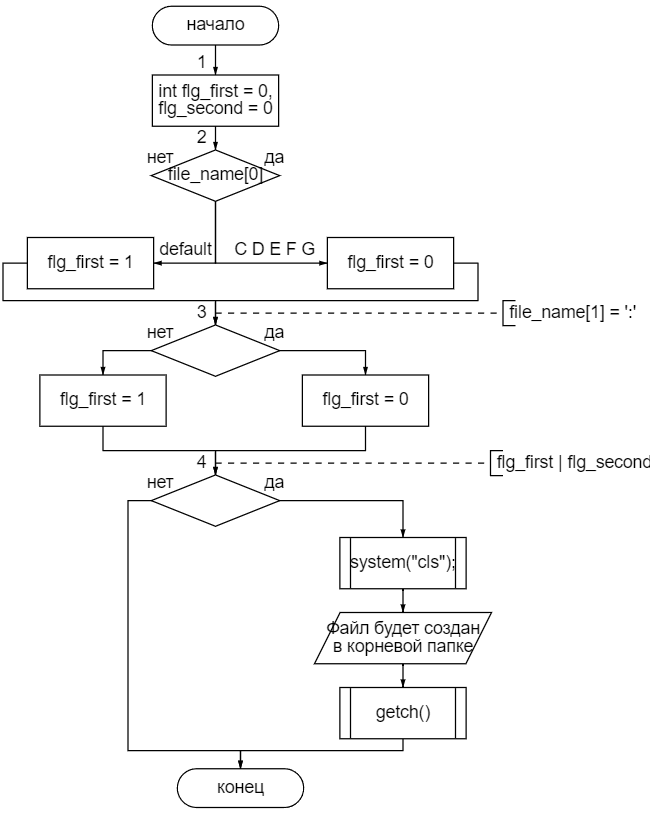 начало
1
int flg_first = 0,
flg_second = 0
2
нет
да
file_name[0]
default
C D E F G
flg_first = 1
flg_first = 0
3
file_name[1] = ':'
нет
да
flg_first = 1
flg_first = 0
4
flg_first | flg_second
нет
да
system("cls");
Файл будет создан
в корневой папке
getch()
конец